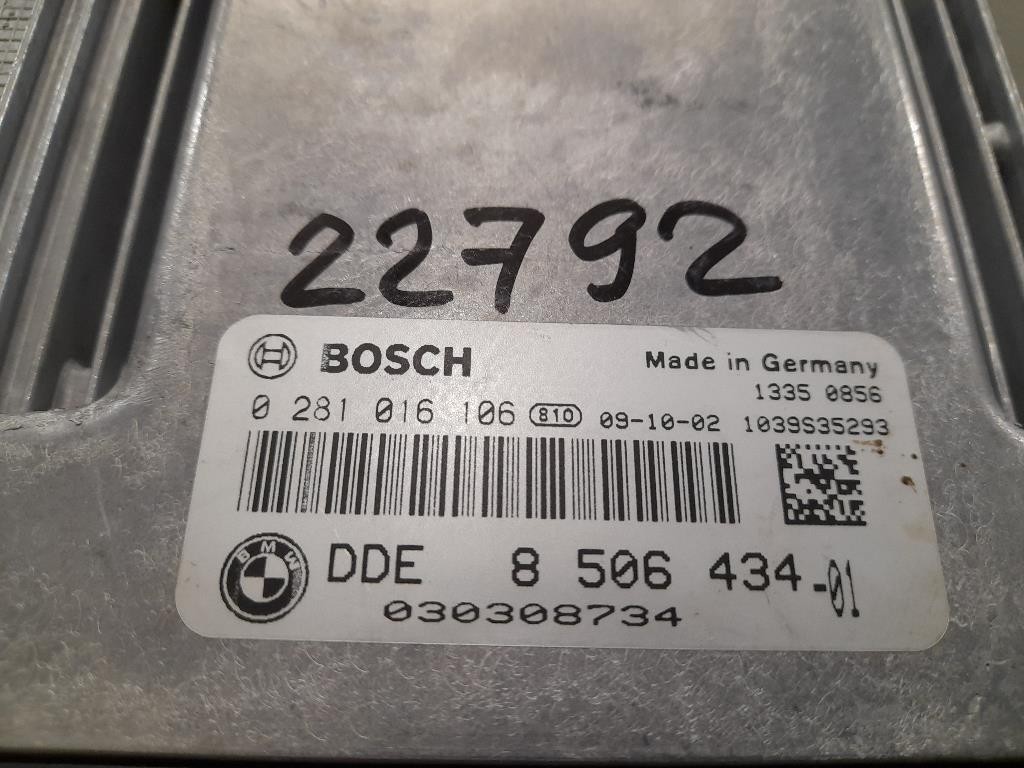 22792
BOSCH
Made in Germany
1335 0856
0 281 016 106 810 09-10-02 1039S35293
BMW
DDE 8 506 434-01
030308734